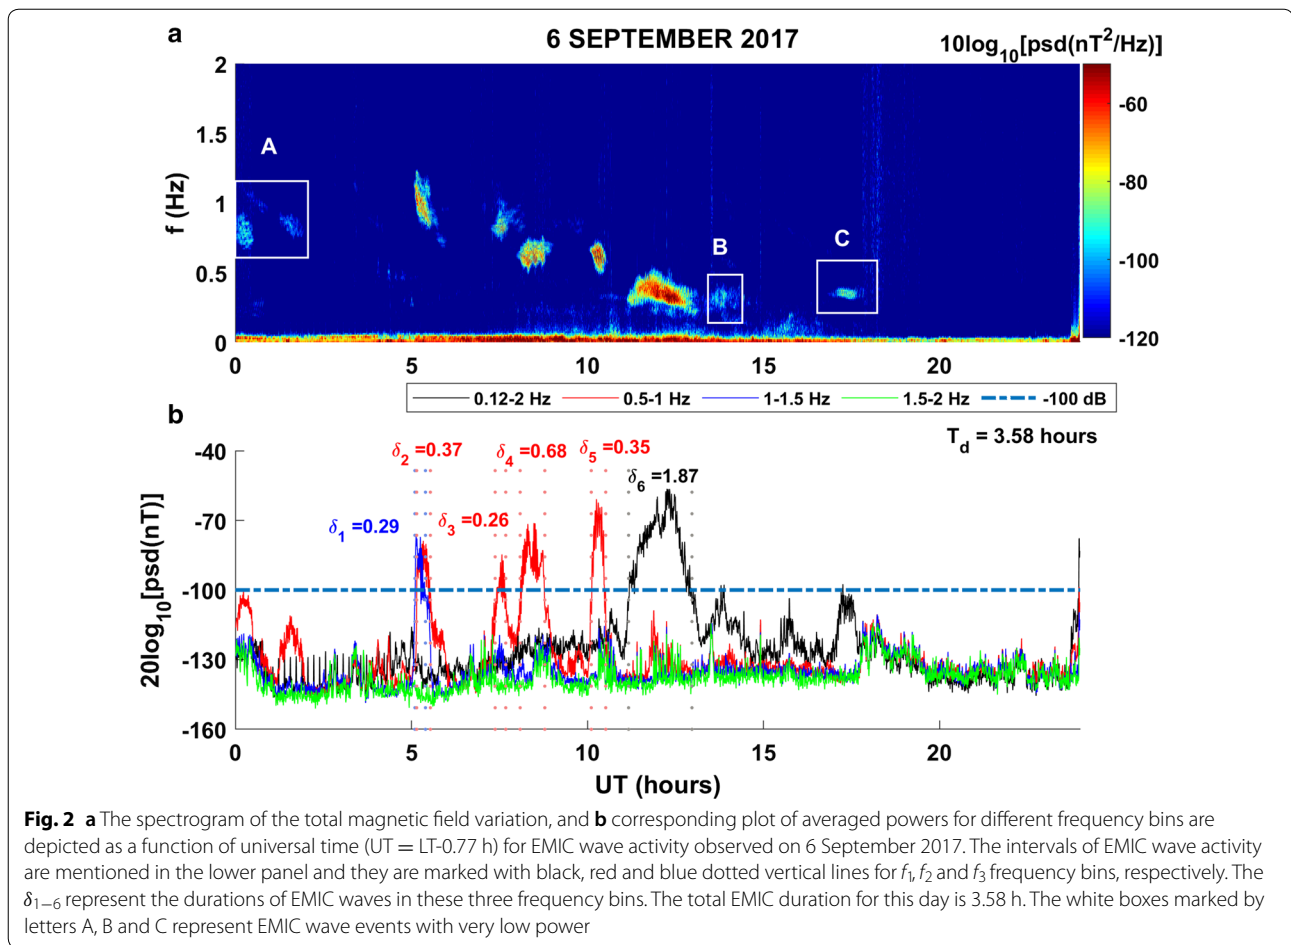 a
6 SEPTEMBER 2017
10log10[psd(nT2/Hz)]
2
1.5
1
0.5
0
f (Hz)
A
B
C
-60
-80
-100
-120
0 5 10 15 20
0.12-2 Hz 0.5-1 Hz 1-1.5 Hz 1.5-2 Hz -100 dB
b
Td = 3.58 hours
-40
-70
-100
-130
-160
20log10[psd(nT)]
δ2 =0.37
δ4 =0.68
δ5 =0.35
δ6 =1.87
δ1 =0.29
δ3 =0.26
0 5 10 15 20
UT (hours)
Fig. 2 a The spectrogram of the total magnetic field variation, and b corresponding plot of averaged powers for different frequency bins are
depicted as a function of universal time (UT = LT-0.77 h) for EMIC wave activity observed on 6 September 2017. The intervals of EMIC wave activity
are mentioned in the lower panel and they are marked with black, red and blue dotted vertical lines for f1, f2 and f3 frequency bins, respectively. The
δ1–6 represent the durations of EMIC waves in these three frequency bins. The total EMIC duration for this day is 3.58 h. The white boxes marked by
letters A, B and C represent EMIC wave events with very low power